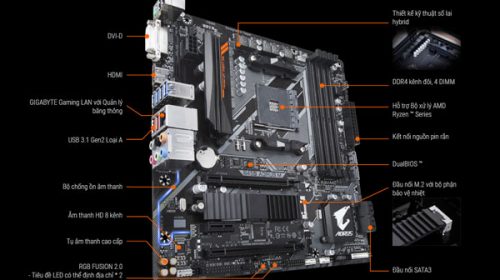 DVI-D
HDMI
GIGABYTE Gaming LAN với Quản lý
băng thông
USB 3.1 Gen2 Loại A
Bộ chống ồn âm thanh
Âm thanh HD 8 kênh
Tụ âm thanh cao cấp
RGB FUSION 2.0
- Tiêu đề LED có thể định địa chỉ * 2
Thiết kế kỹ thuật số lai
hybrid
DDR4 kênh đôi, 4 DIMM
Hỗ trợ Bộ xử lý AMD
Ryzen ™ Series
Kết nối nguồn pin rắn
DualBIOS ™
Đầu nối M.2 với bộ phận
bảo vệ nhiệt
Đầu nối SATA3
B450 AORUS M
AORUS